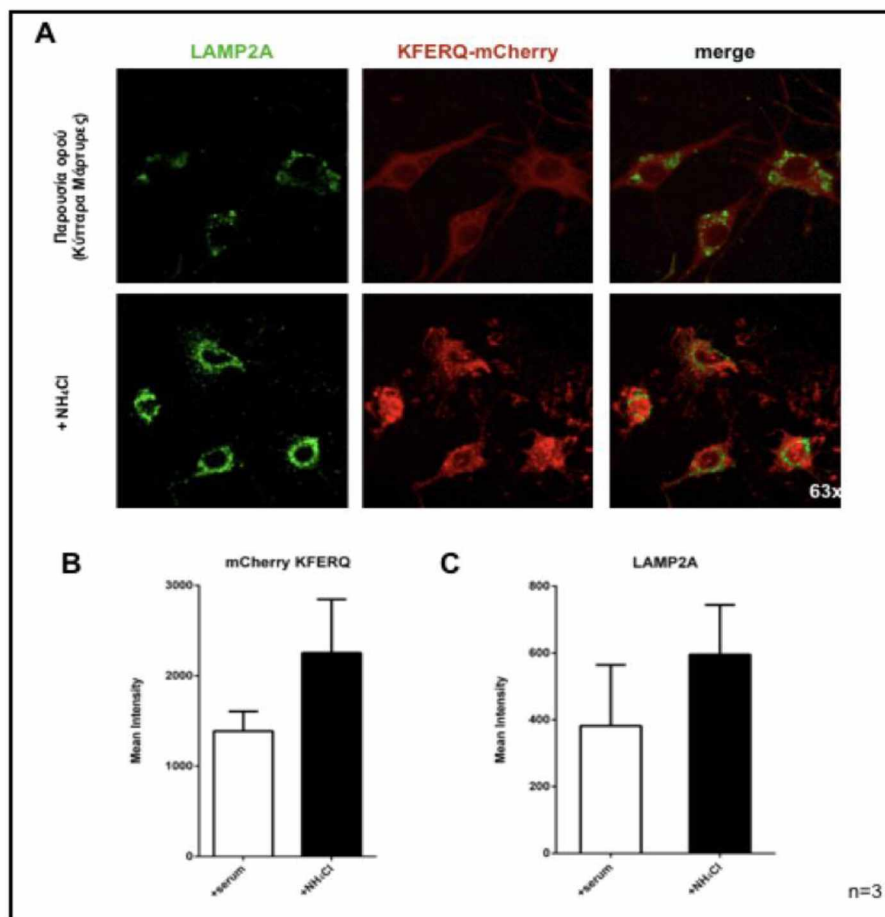 A
LAMP2A KFERQ-mCherry merge
Παρουσία ορού
(Κύτταρα Μάρτυρες)
+ NH₄Cl
63x
B
mCherry KFERQ
3000
2000
1000
0
Mean Intensity
+serum
+NH₄Cl
C
LAMP2A
800
600
400
200
0
Mean Intensity
+serum
+NH₄Cl
n=3